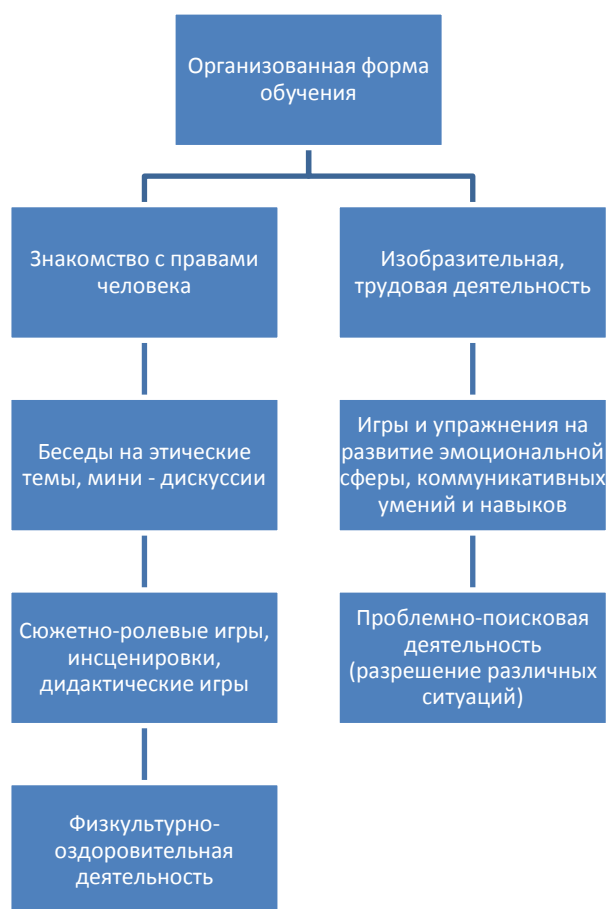 Организованная форма
обучения
Знакомство с правами
человека
Изобразительная,
трудовая деятельность
Беседы на этические
темы, мини - дискуссии
Игры и упражнения на
развитие эмоциональной
сферы, коммуникативных
умений и навыков
Сюжетно-ролевые игры,
инсценировки,
дидактические игры
Проблемно-поисковая
деятельность
(разрешение различных
ситуаций)
Физкультурно-
оздоровительная
деятельность